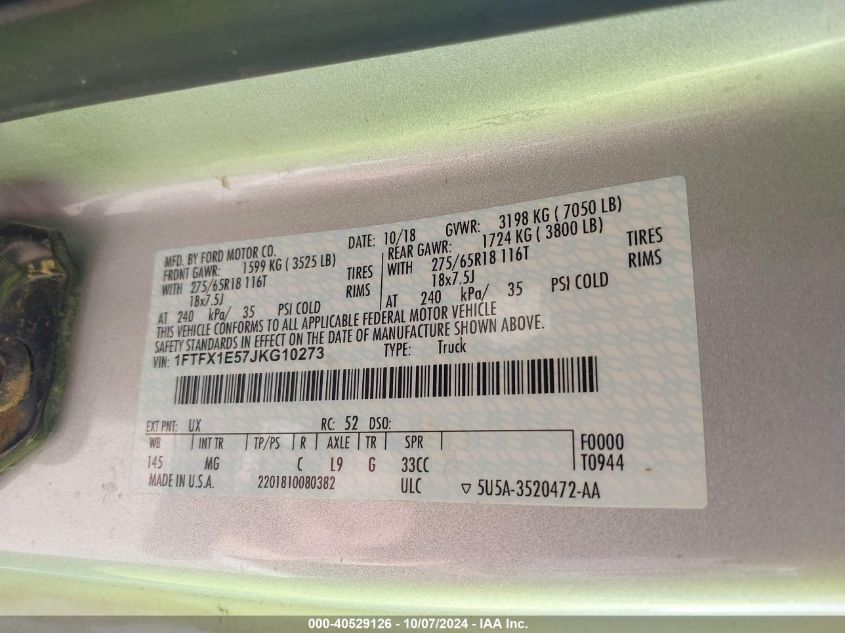 MFD. BY FORD MOTOR CO. DATE: 10/18 GVWR: 3198 KG ( 7050 LB)
FRONT GAWR: 1599 KG ( 3525 LB) REAR GAWR: 1724 KG ( 3800 LB)
WITH 275/65R18 116T TIRES WITH 275/65R18 116T TIRES
18x7.5J RIMS 18x7.5J RIMS
AT 240 kPa/ 35 PSI COLD AT 240 kPa/ 35 PSI COLD
THIS VEHICLE CONFORMS TO ALL APPLICABLE FEDERAL MOTOR VEHICLE
SAFETY STANDARDS IN EFFECT ON THE DATE OF MANUFACTURE SHOWN ABOVE.
VIN: 1FTFX1E57JKG10273 TYPE: Truck
EXT PNT: UX RC: 52 DSO:
WB INT TR TP/PS R AXLE TR SPR F0000
145 MG C L9 G 33CC T0944
MADE IN U.S.A. 2201810080382 ULC ▽ 5U5A-3520472-AA
000-40529126 - 10/07/2024 - IAA Inc.